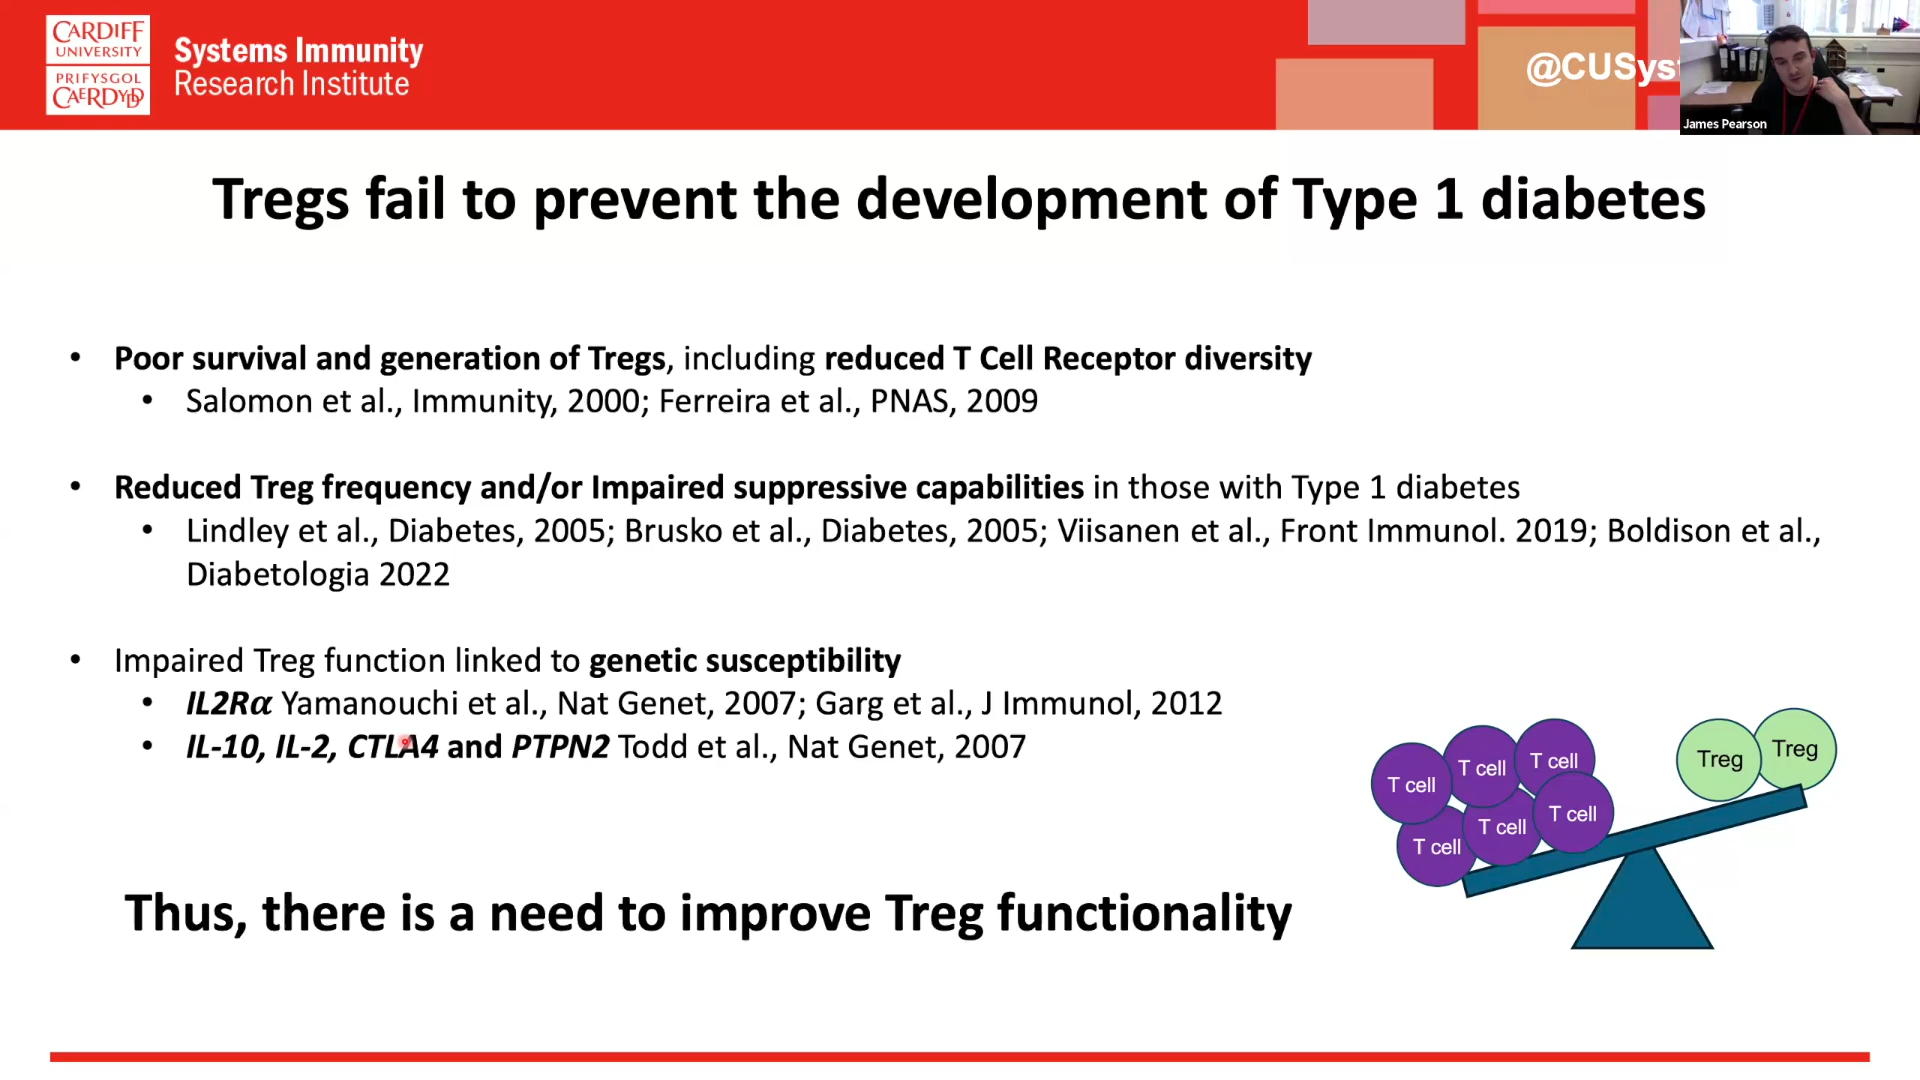 CARDIFF
UNIVERSITY
PRIFYSGOL
CAERDYDD
Systems Immunity
Research Institute
@CUSyst
James Pearson
Tregs fail to prevent the development of Type 1 diabetes
• Poor survival and generation of Tregs, including reduced T Cell Receptor diversity
• Salomon et al., Immunity, 2000; Ferreira et al., PNAS, 2009
• Reduced Treg frequency and/or Impaired suppressive capabilities in those with Type 1 diabetes
• Lindley et al., Diabetes, 2005; Brusko et al., Diabetes, 2005; Viisanen et al., Front Immunol. 2019; Boldison et al.,
Diabetologia 2022
• Impaired Treg function linked to genetic susceptibility
• IL2Rα Yamanouchi et al., Nat Genet, 2007; Garg et al., J Immunol, 2012
• IL-10, IL-2, CTLA4 and PTPN2 Todd et al., Nat Genet, 2007
T cell
T cell
T cell
T cell
T cell
T cell
Treg
Treg
Thus, there is a need to improve Treg functionality